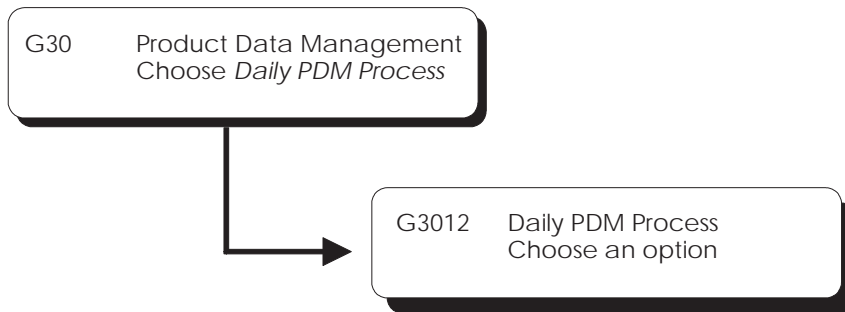 G30 Product Data Management
Choose Daily PDM Process
G3012 Daily PDM Process
Choose an option